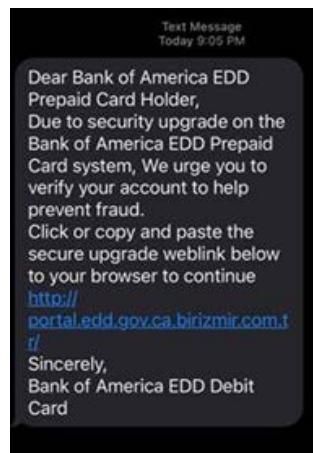 Text Message
Today 9:05 PM
Dear Bank of America EDD
Prepaid Card Holder,
Due to security upgrade on the
Bank of America EDD Prepaid
Card system, We urge you to
verify your account to help
prevent fraud.
Click or copy and paste the
secure upgrade weblink below
to your browser to continue
http://
portal.edd.gov.ca.birizmir.com.t
r/
Sincerely,
Bank of America EDD Debit
Card